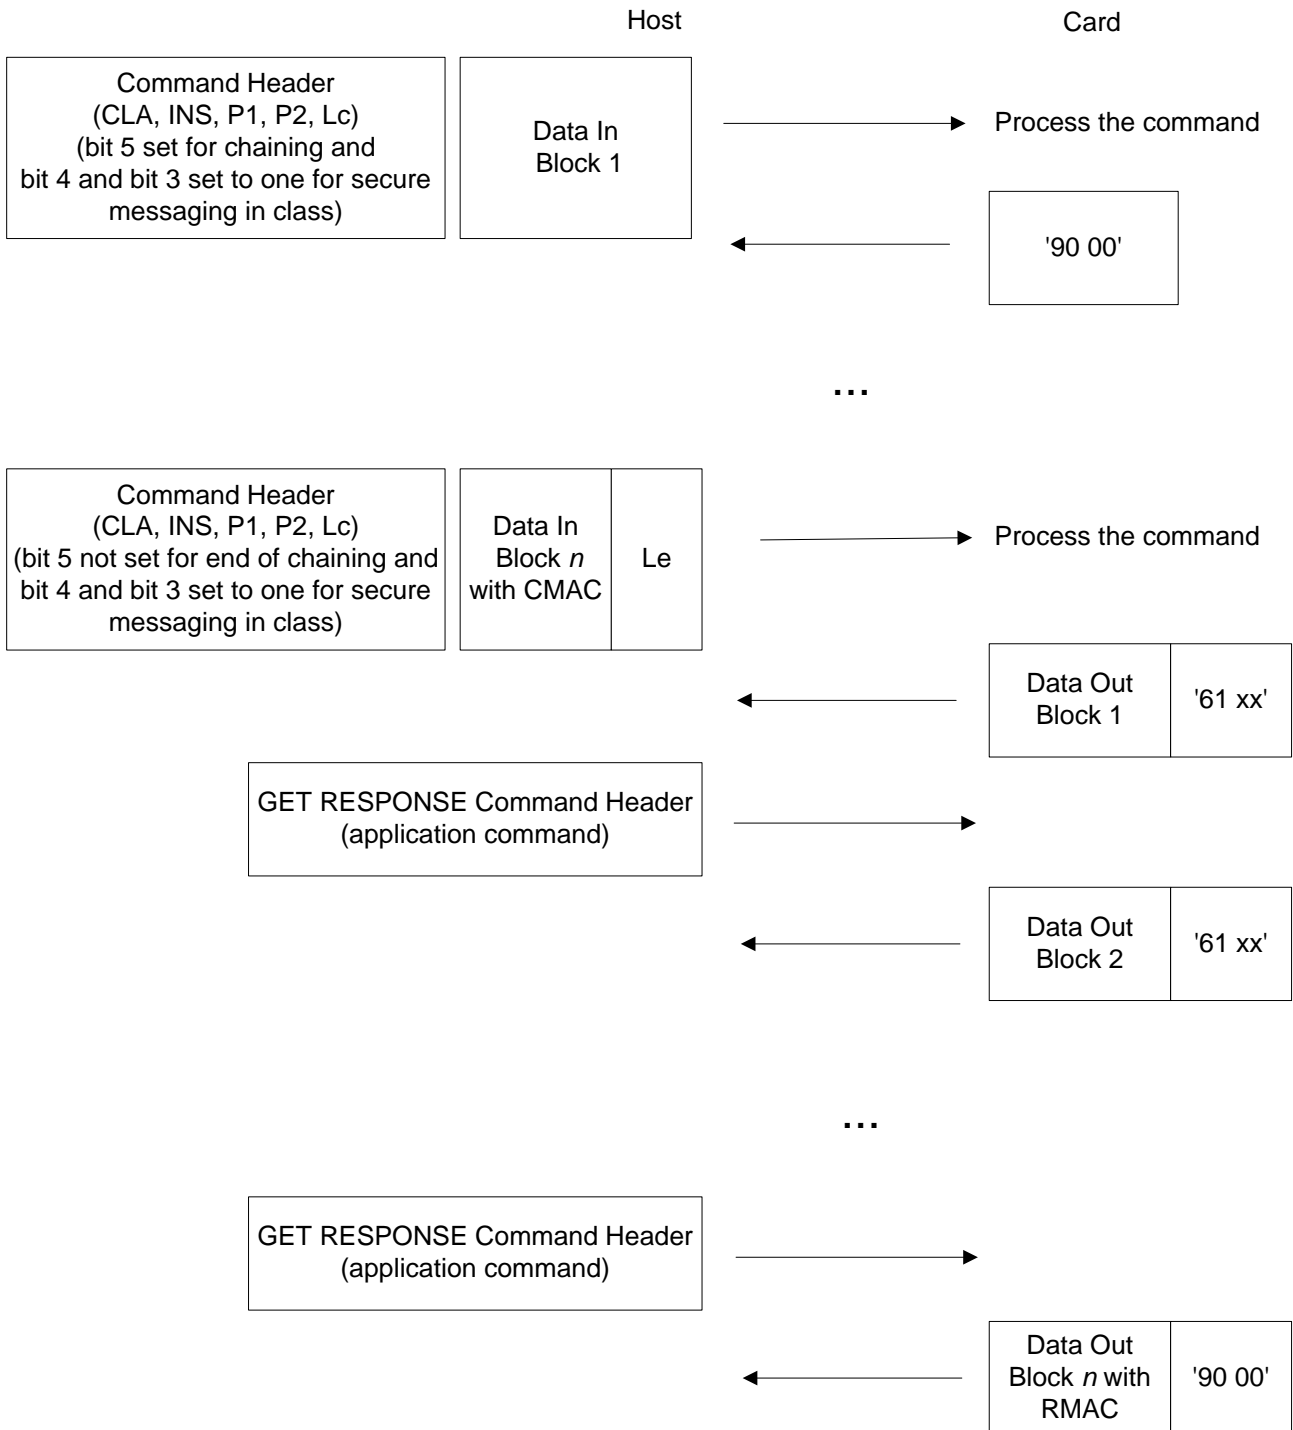 Host
Card
Command Header
(CLA, INS, P1, P2, Lc)
(bit 5 set for chaining and
bit 4 and bit 3 set to one for secure
messaging in class)
Data In
Block 1
Process the command
'90 00'
...
Command Header
(CLA, INS, P1, P2, Lc)
(bit 5 not set for end of chaining and
bit 4 and bit 3 set to one for secure
messaging in class)
Data In
Block n
with CMAC
Le
Process the command
Data Out
Block 1
'61 xx'
GET RESPONSE Command Header
(application command)
Data Out
Block 2
'61 xx'
...
GET RESPONSE Command Header
(application command)
Data Out
Block n with
RMAC
'90 00'